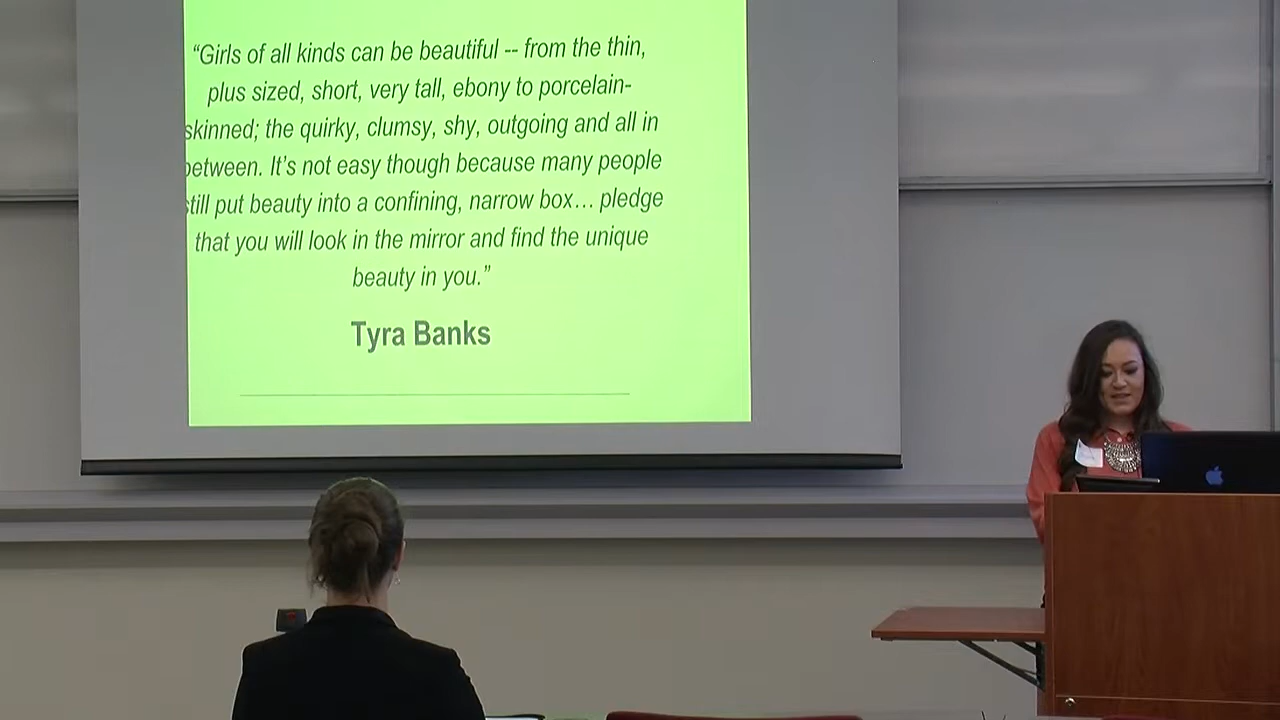 “Girls of all kinds can be beautiful -- from the thin,
plus sized, short, very tall, ebony to porcelain-
skinned; the quirky, clumsy, shy, outgoing and all in
between. It’s not easy though because many people
still put beauty into a confining, narrow box… pledge
that you will look in the mirror and find the unique
beauty in you.”
Tyra Banks